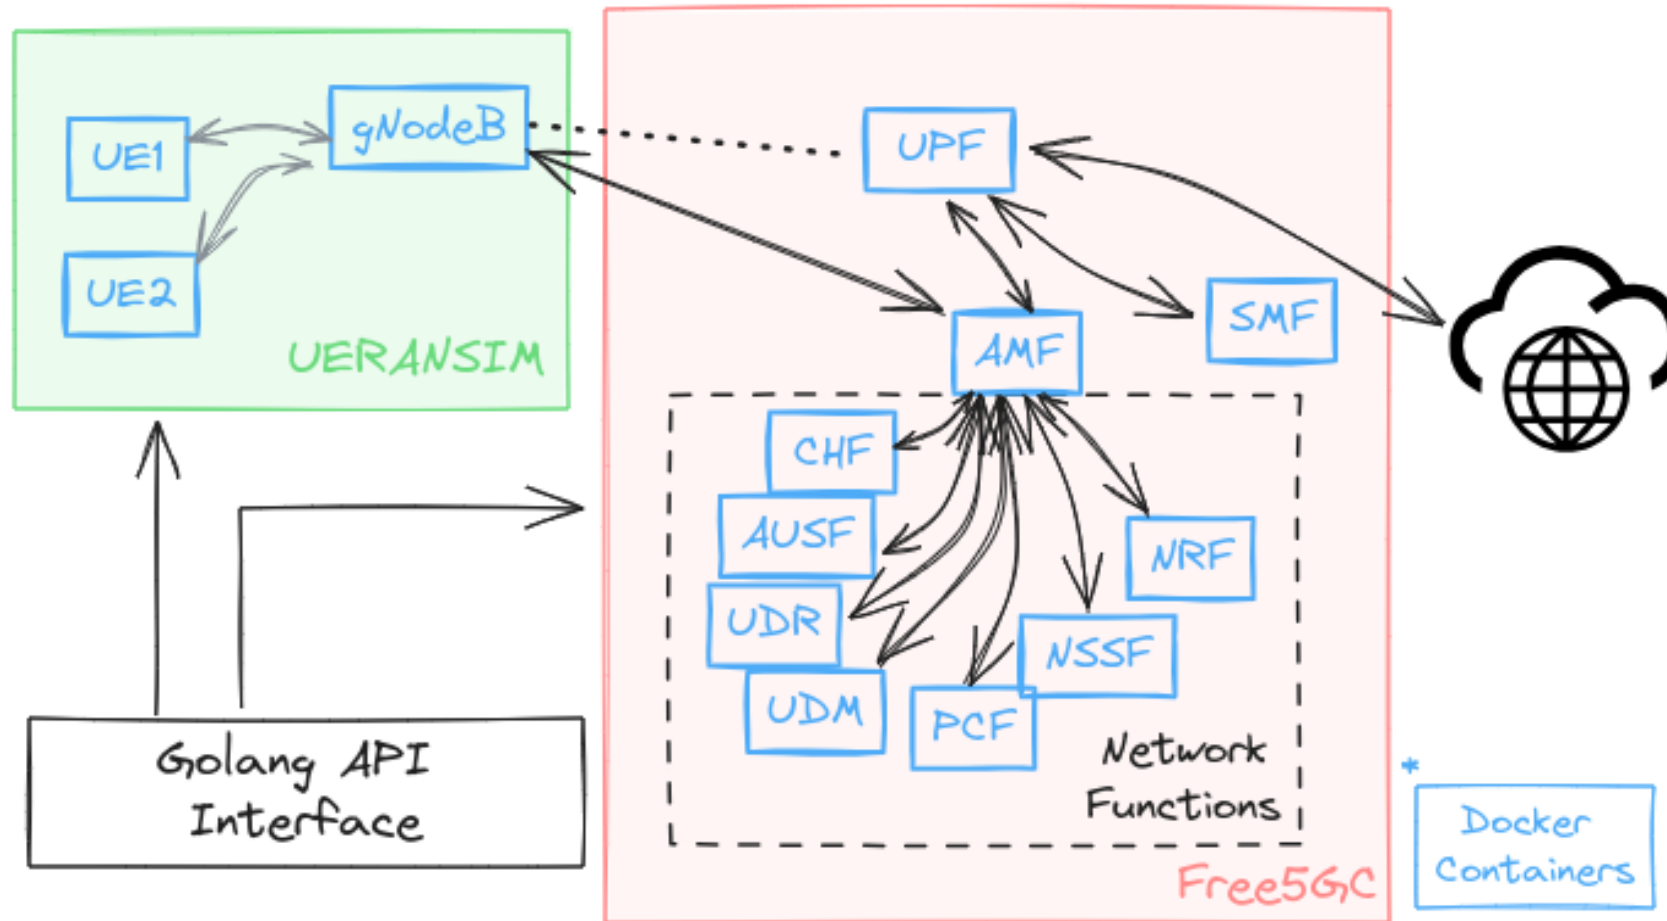 UE1
gNodeB
UE2
UERANSIM
UPF
SMF
AMF
CHF
AUSF
UDR
UDM
PCF
NSSF
NRF
Network
Functions
Free5GC
Golang API
Interface
*
Docker
Containers